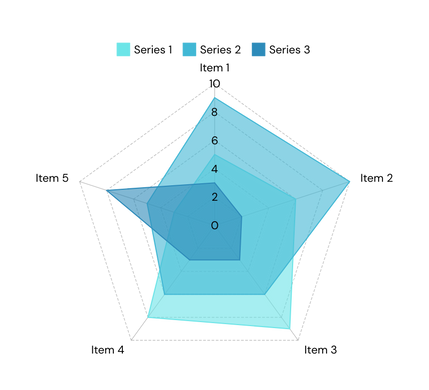 Series 1 Series 2 Series 3
Item 1
10
8
6
4
2
0
Item 5
Item 2
Item 4
Item 3